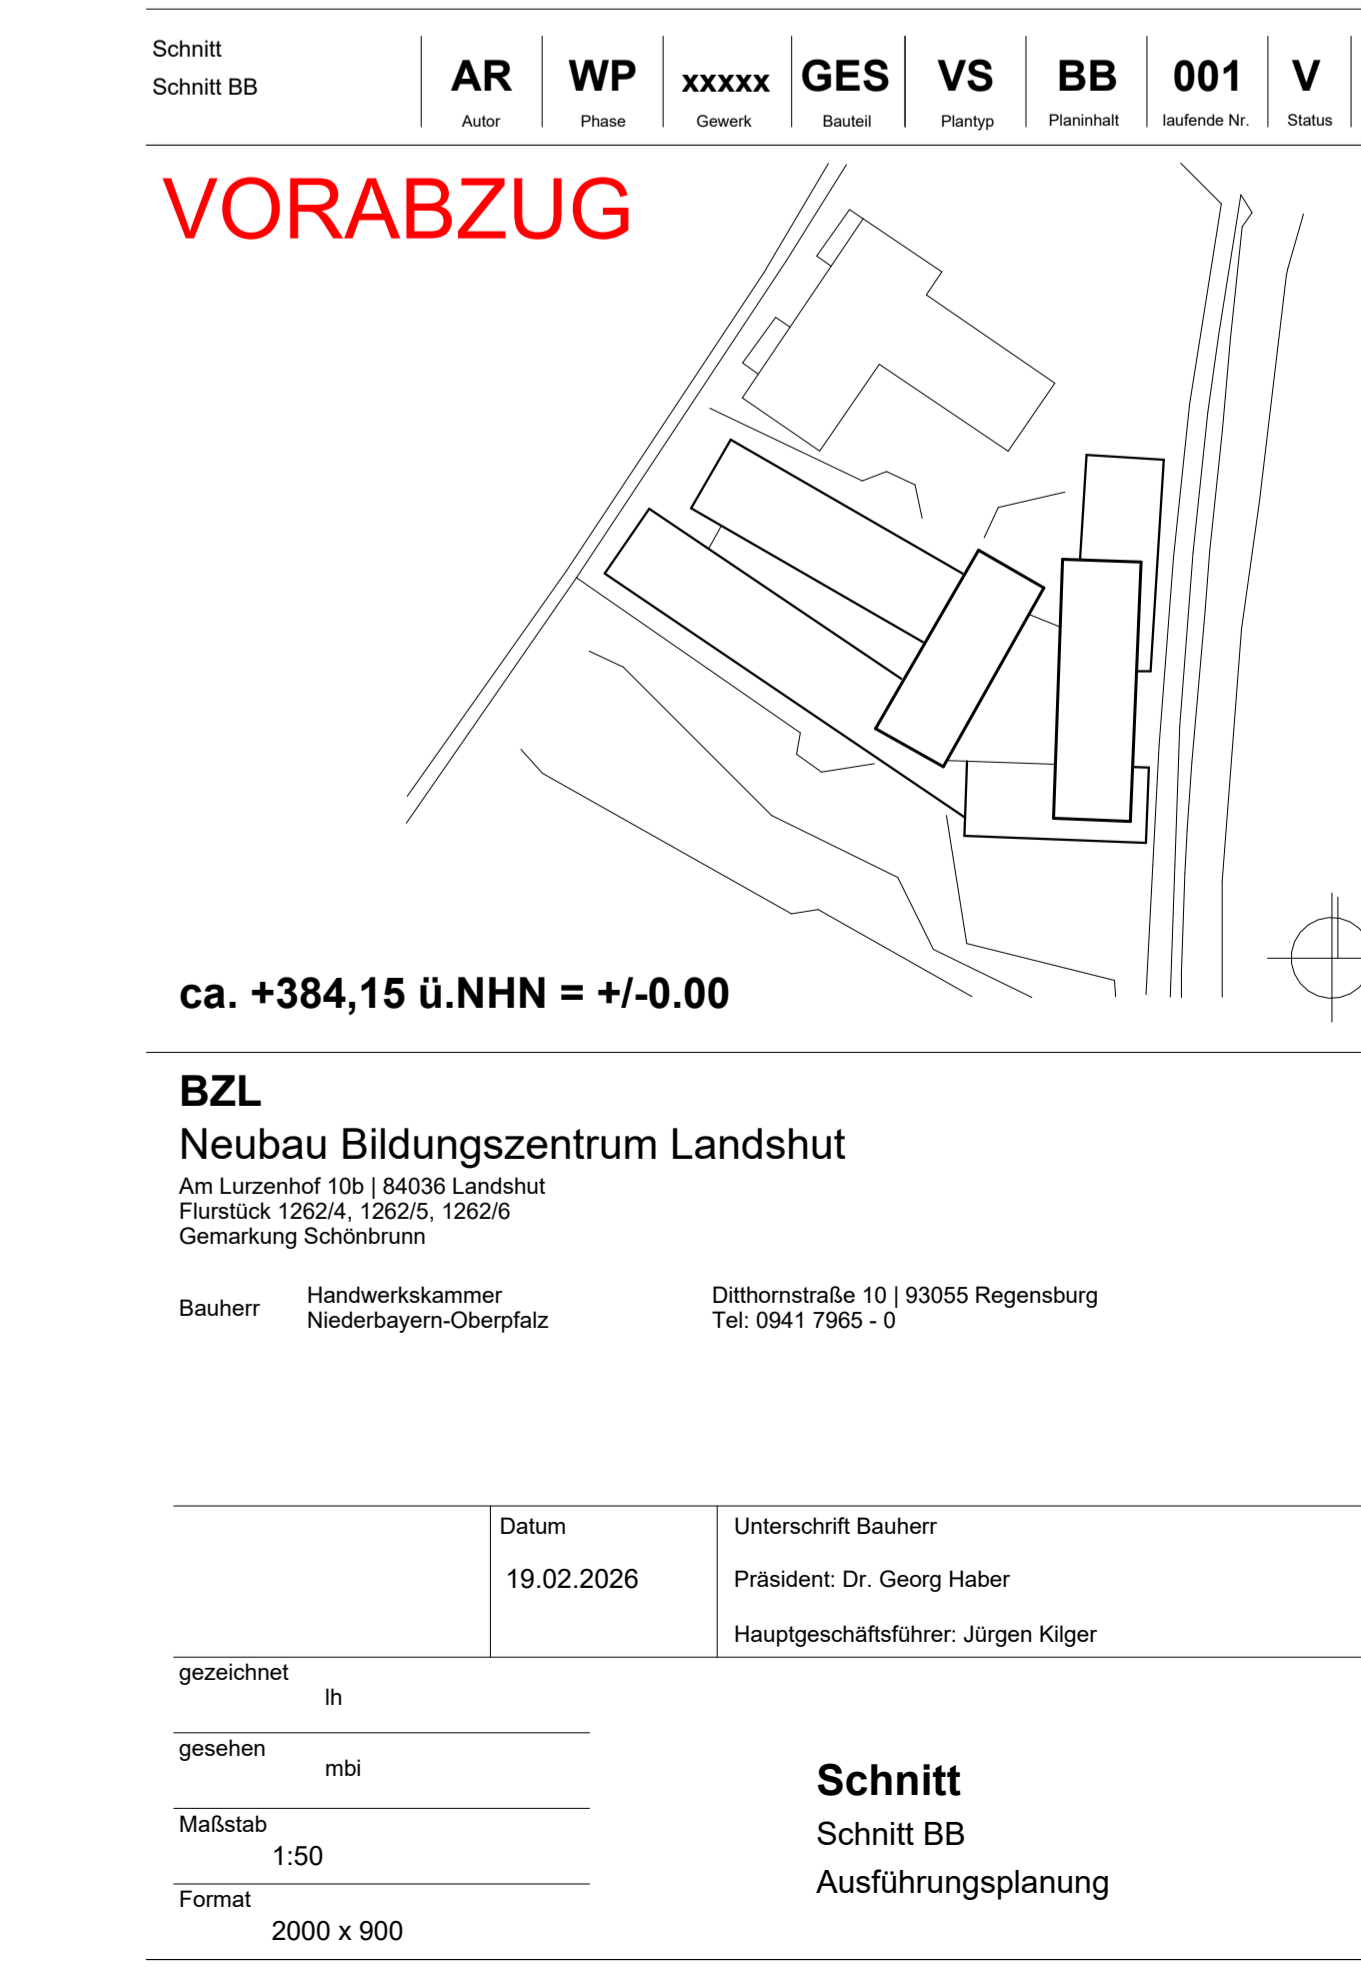 Schnitt
Schnitt BB
AR WP xxxxx GES VS BB 001 V
Autor Phase Gewerk Bauteil Plantyp Planinhalt laufende Nr. Status
VORABZUG
ca. +384,15 ü.NHN = +/-0.00
BZL
Neubau Bildungszentrum Landshut
Am Lurzenhof 10b | 84036 Landshut
Flurstück 1262/4, 1262/5, 1262/6
Gemarkung Schönbrunn
Bauherr
Handwerkskammer
Niederbayern-Oberpfalz
Ditthornstraße 10 | 93055 Regensburg
Tel: 0941 7965 - 0
Datum
19.02.2026
Unterschrift Bauherr
Präsident: Dr. Georg Haber
Hauptgeschäftsführer: Jürgen Kilger
gezeichnet
lh
gesehen
mbi
Maßstab
1:50
Format
2000 x 900
Schnitt
Schnitt BB
Ausführungsplanung